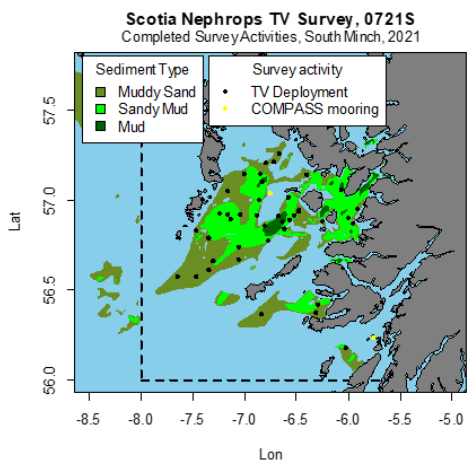 Scotia Nephrops TV Survey, 0721S
Completed Survey Activities, South Minch, 2021
Sediment Type
Muddy Sand
Sandy Mud
Mud
Survey activity
TV Deployment
COMPASS mooring
Lat
57.5
57.0
56.5
56.0
-8.5 -8.0 -7.5 -7.0 -6.5 -6.0 -5.5 -5.0
Lon